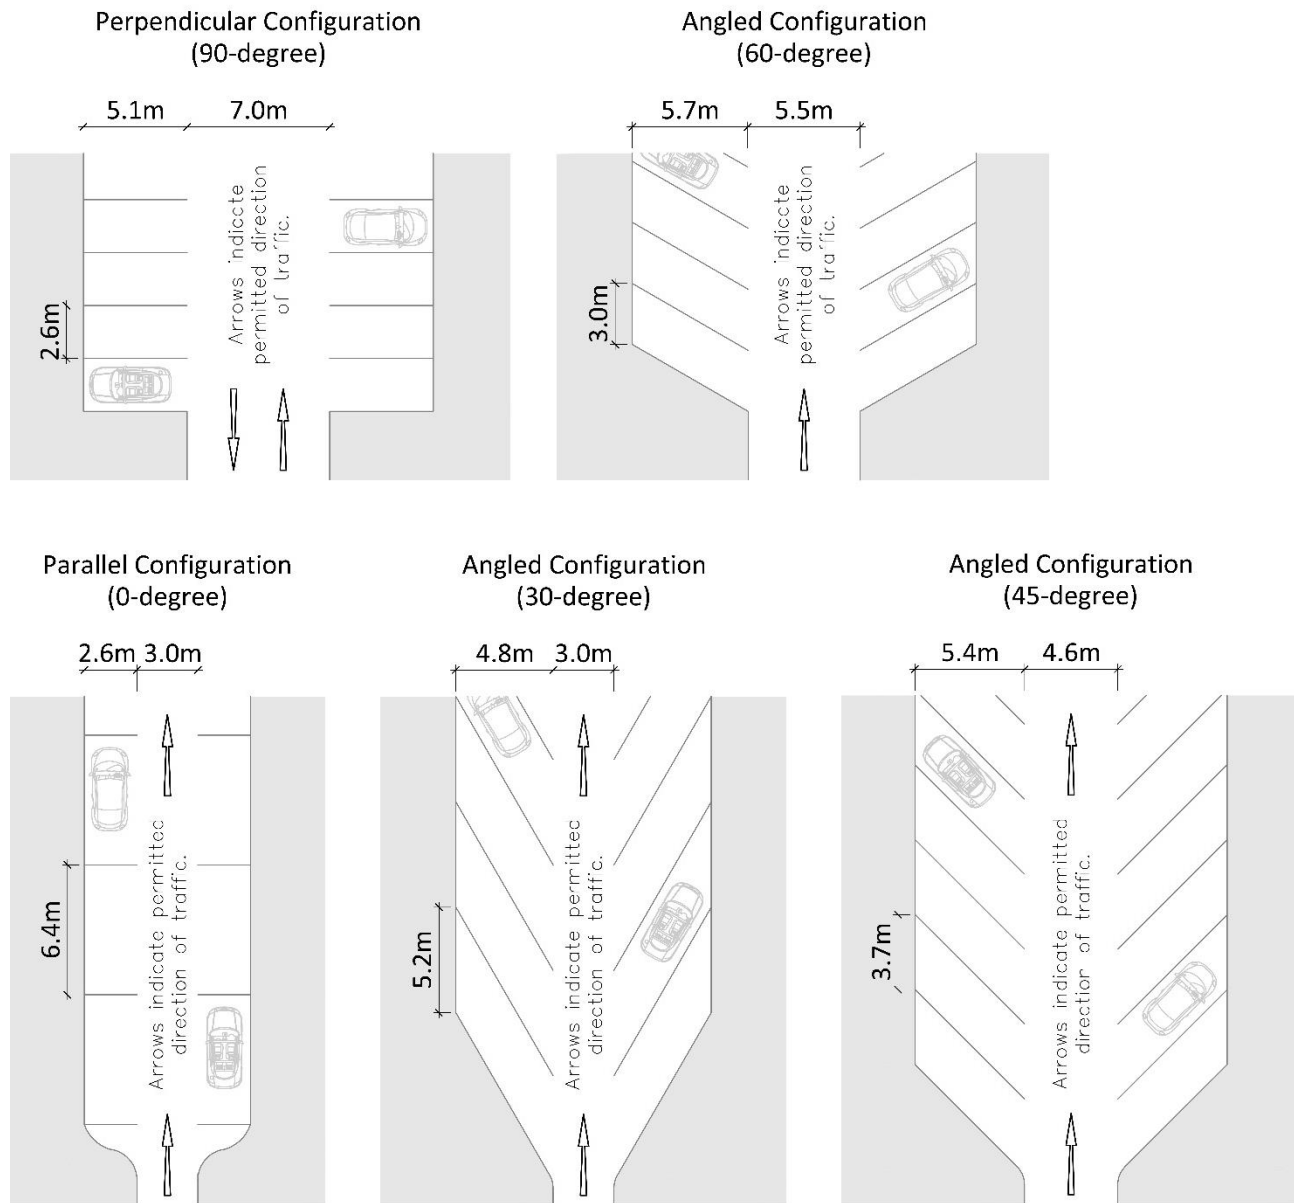 Perpendicular Configuration
(90-degree)
5.1m 7.0m
2.6m
Arrows indiccte
permitted direction
of traffic.
Angled Configuration
(60-degree)
5.7m 5.5m
3.0m
Arrows indiccte
permitted direction
of traffic.
Parallel Configuration
(0-degree)
2.6m 3.0m
6.4m
Arrows indicate permitted
direction of traffic.
Angled Configuration
(30-degree)
4.8m 3.0m
5.2m
Arrows indicate permitted
direction of traffic.
Angled Configuration
(45-degree)
5.4m 4.6m
3.7m
Arrows indicate permitted
direction of traffic.